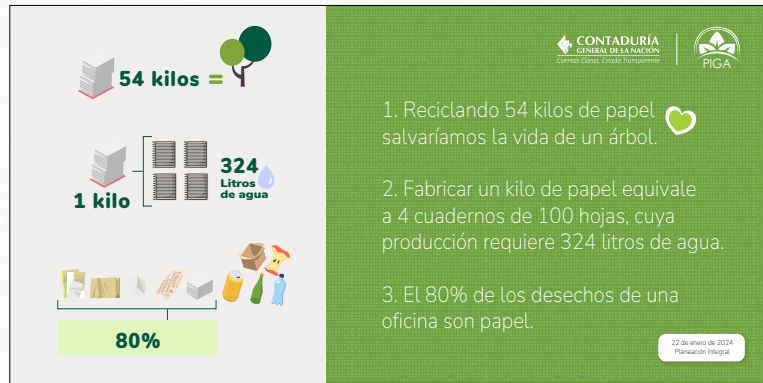 54 kilos =
1 kilo
324
Litros
de agua
80%
CONTADURÍA
GENERAL DE LA NACIÓN
Cuentas Claras, Estado Transparente
PIGA
1. Reciclando 54 kilos de papel
salvaríamos la vida de un árbol.
2. Fabricar un kilo de papel equivale
a 4 cuadernos de 100 hojas, cuya
producción requiere 324 litros de agua.
3. El 80% de los desechos de una
oficina son papel.
22 de enero de 2024
Planeación Integral